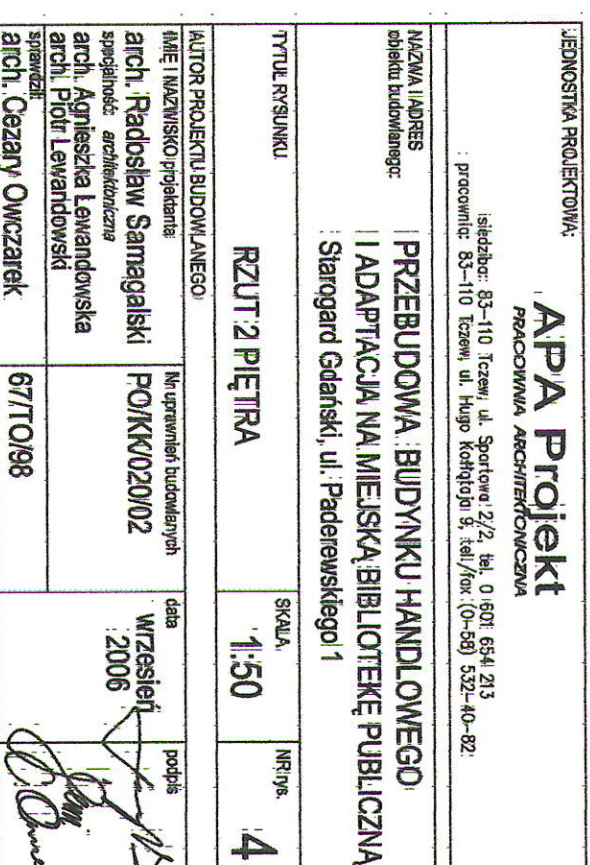 JEDNOSTKA PROJEKTOWA:
APA Projekt
PRACOWNIA ARCHITEKTONICZNA
siedziba: 83-110 Tczew, ul. Sportowa 2/2, tel. 0 601 654 213
pracownia: 83-110 Tczew, ul. Hugo Kołłątaja 9, tel/fax (0-58) 532-40-82
NAZWA I ADRES
obiektu budowlanego:
PRZEBUDOWA BUDYNKU HANDLOWEGO
I ADAPTACJA NA MIEJSKĄ BIBLIOTEKĘ PUBLICZNĄ
Starogard Gdański, ul. Paderewskiego 1
TYTUŁ RYSUNKU
RZUT 2 PIĘTRA
SKALA
1:50
NR rys.
4
AUTOR PROJEKTU BUDOWLANEGO
IMIĘ I NAZWISKO projektanta
Nr uprawnień budowlanych
data
podpis
arch. Radosław Samagalski
PO/KK/020/02
wrzesień
2006
specjalność: architektoniczna
arch. Agnieszka Lewandowska
arch. Piotr Lewandowski
sprawdził:
arch. Cezary Owczarek
67/TO/98